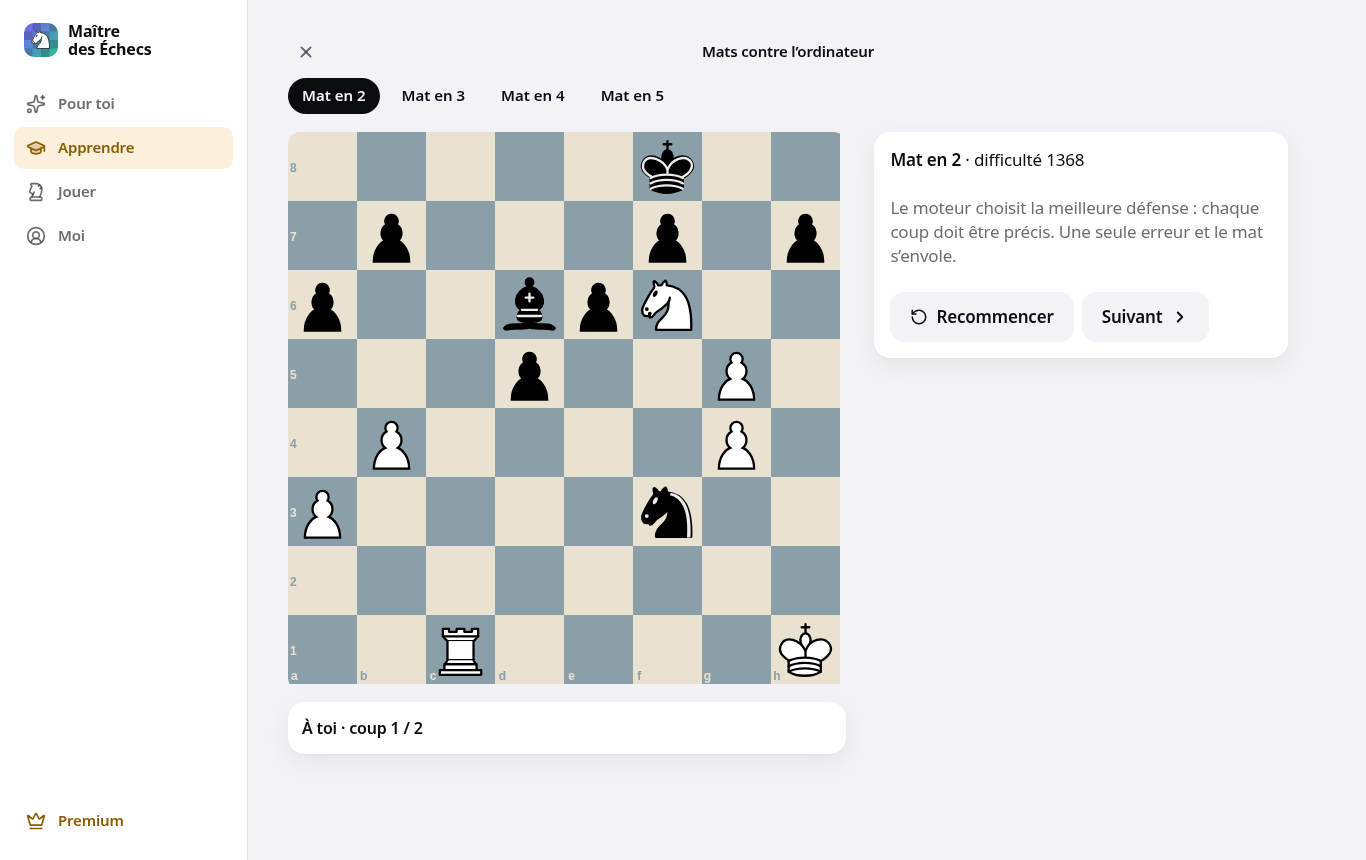 Maître
des Échecs
Pour toi
Apprendre
Jouer
Moi
Premium
Mats contre l’ordinateur
Mat en 2
Mat en 3
Mat en 4
Mat en 5
8
7
6
5
4
3
2
1
a b c d e f g h
À toi · coup 1 / 2
Mat en 2 · difficulté 1368
Le moteur choisit la meilleure défense : chaque
coup doit être précis. Une seule erreur et le mat
s’envole.
Recommencer
Suivant